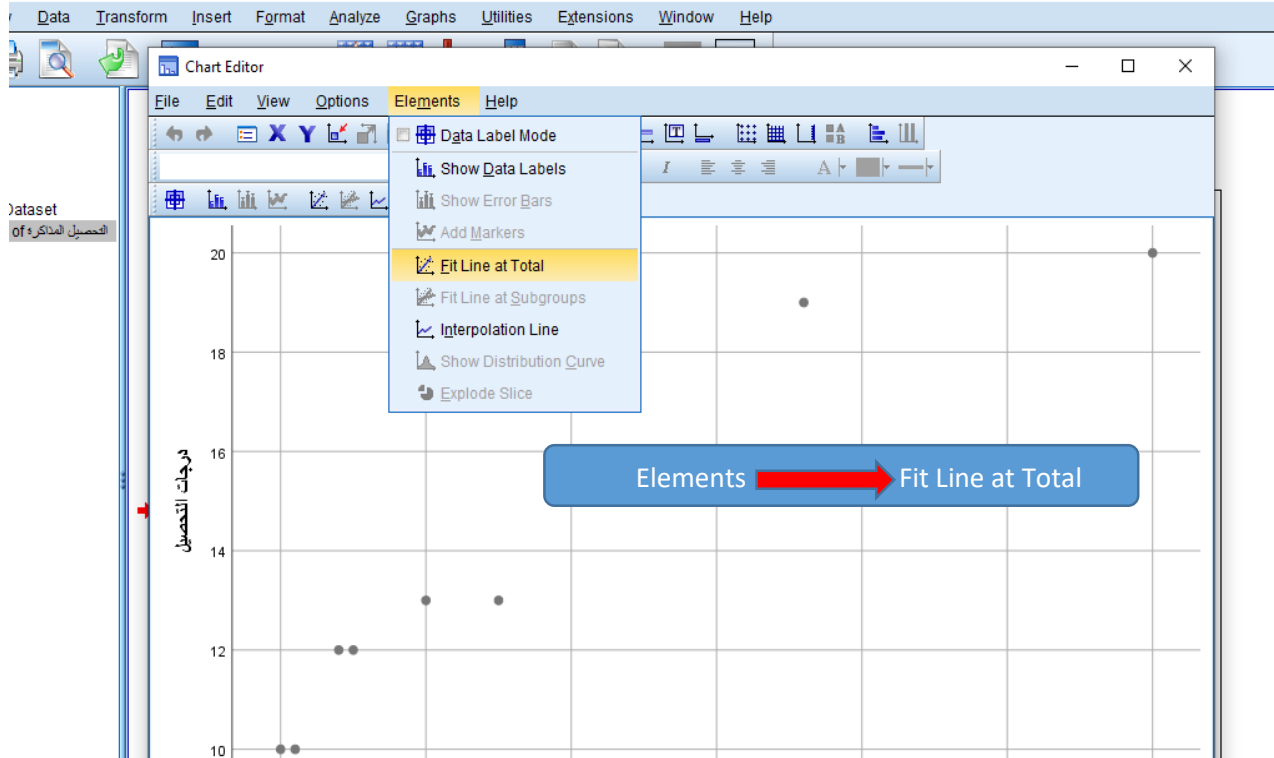 Data Transform Insert Format Analyze Graphs Utilities Extensions Window Help
Chart Editor
File Edit View Options Elements Help
Data Label Mode
Show Data Labels
Show Error Bars
Add Markers
Fit Line at Total
Fit Line at Subgroups
Interpolation Line
Show Distribution Curve
Explode Slice
Dataset
of التحصيل المذاكره
20
18
16
14
12
10
درجات التحصيل
Elements Fit Line at Total